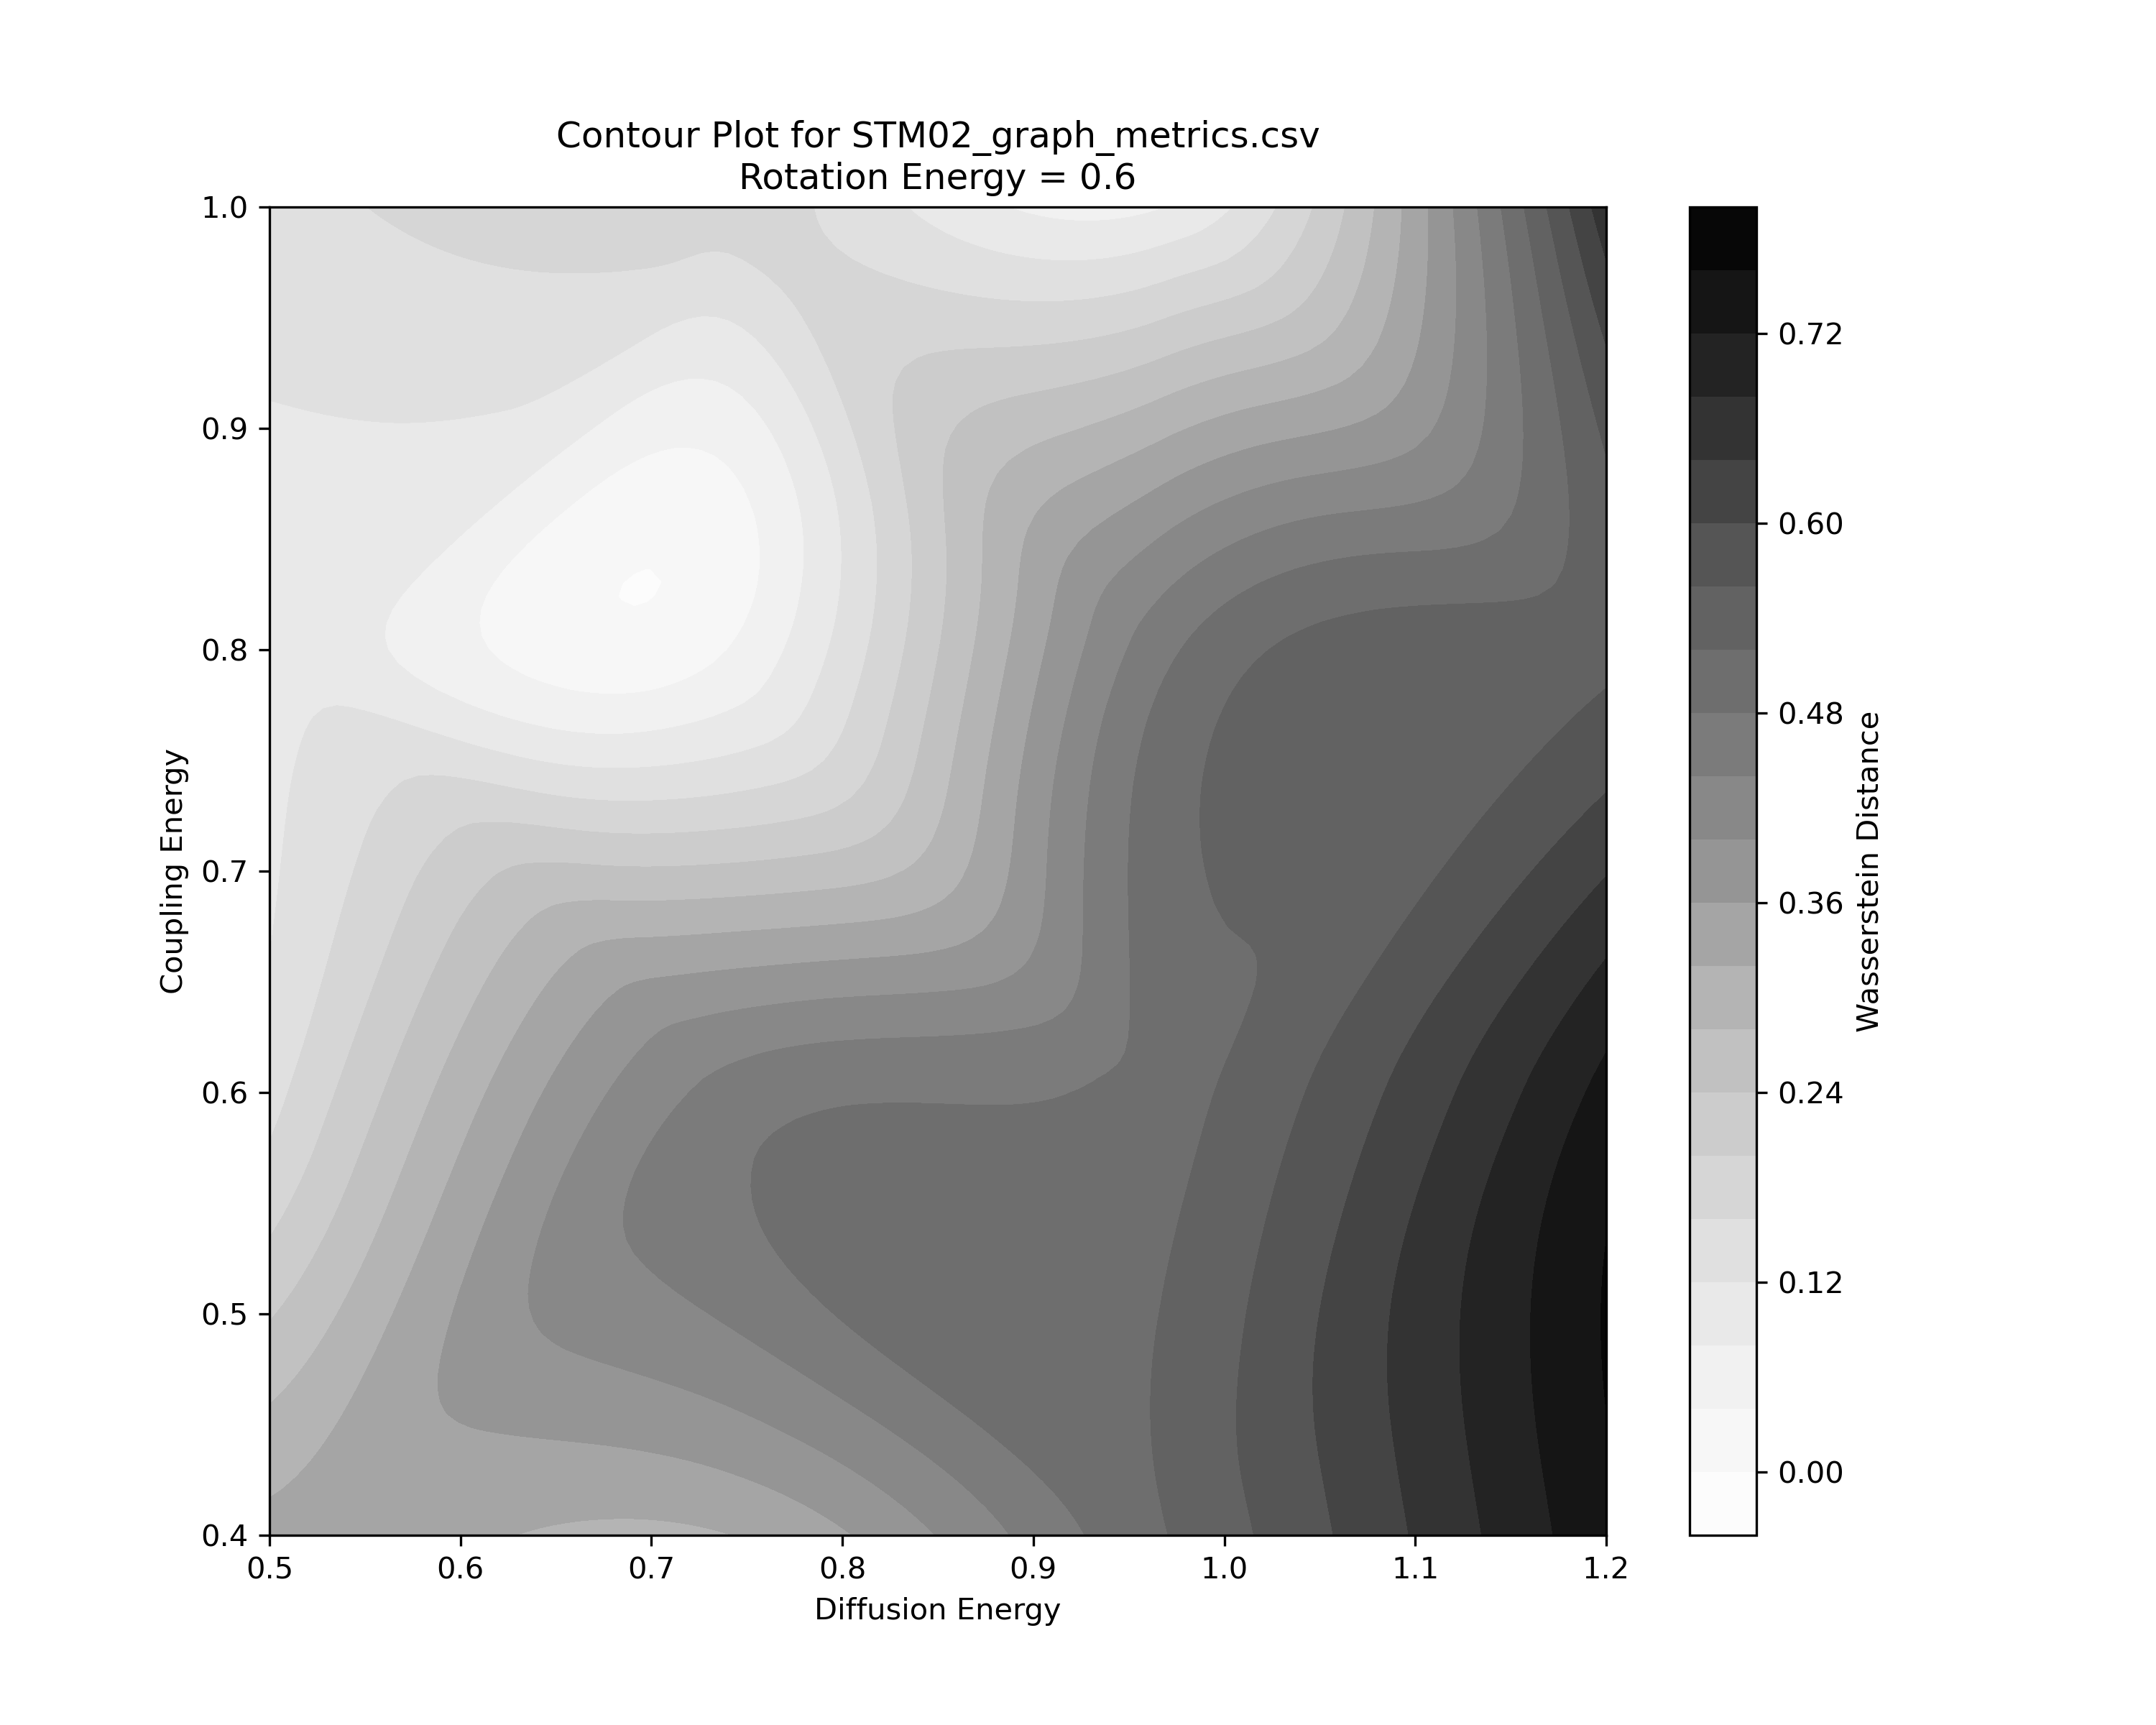 Contour Plot for STM02_graph_metrics.csv
Rotation Energy = 0.6
1.0
0.9
0.8
0.7
0.6
0.5
0.4
Coupling Energy
0.5 0.6 0.7 0.8 0.9 1.0 1.1 1.2
Diffusion Energy
0.72
0.60
0.48
0.36
0.24
0.12
0.00
Wasserstein Distance